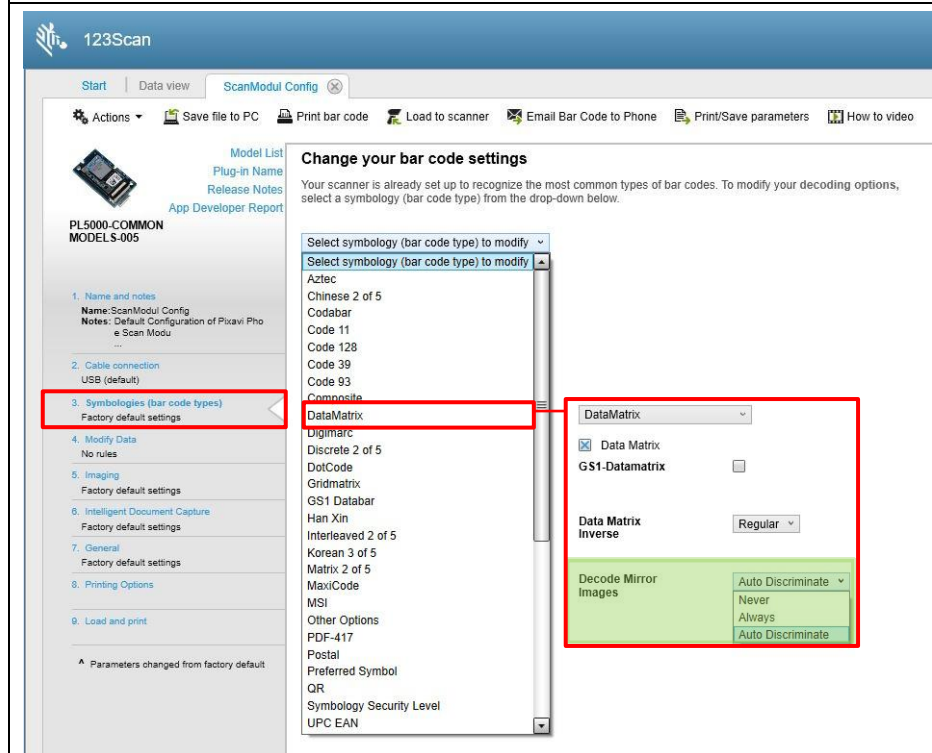 123Scan
Start Data view ScanModul Config
Actions Save file to PC Print bar code Load to scanner Email Bar Code to Phone Print/Save parameters How to video
Model List
Plug-in Name
Release Notes
App Developer Report
PL5000-COMMON
MODELS-005
1. Name and notes
Name:ScanModul Config
Notes: Default Configuration of Pixavi Pho
e Scan Modu
...
2. Cable connection
USB (default)
3. Symbologies (bar code types)
Factory default settings
4. Modify Data
No rules
5. Imaging
Factory default settings
6. Intelligent Document Capture
Factory default settings
7. General
Factory default settings
8. Printing Options
9. Load and print
^ Parameters changed from factory default
Change your bar code settings
Your scanner is already set up to recognize the most common types of bar codes. To modify your decoding options,
select a symbology (bar code type) from the drop-down below.
Select symbology (bar code type) to modify
Select symbology (bar code type) to modify
Aztec
Chinese 2 of 5
Codabar
Code 11
Code 128
Code 39
Code 93
Composite
DataMatrix
Digimarc
Discrete 2 of 5
DotCode
Gridmatrix
GS1 Databar
Han Xin
Interleaved 2 of 5
Korean 3 of 5
Matrix 2 of 5
MaxiCode
MSI
Other Options
PDF-417
Postal
Preferred Symbol
QR
Symbology Security Level
UPC EAN
DataMatrix
Data Matrix
GS1-Datamatrix
Data Matrix
Inverse
Regular
Decode Mirror
Images
Auto Discriminate
Never
Always
Auto Discriminate